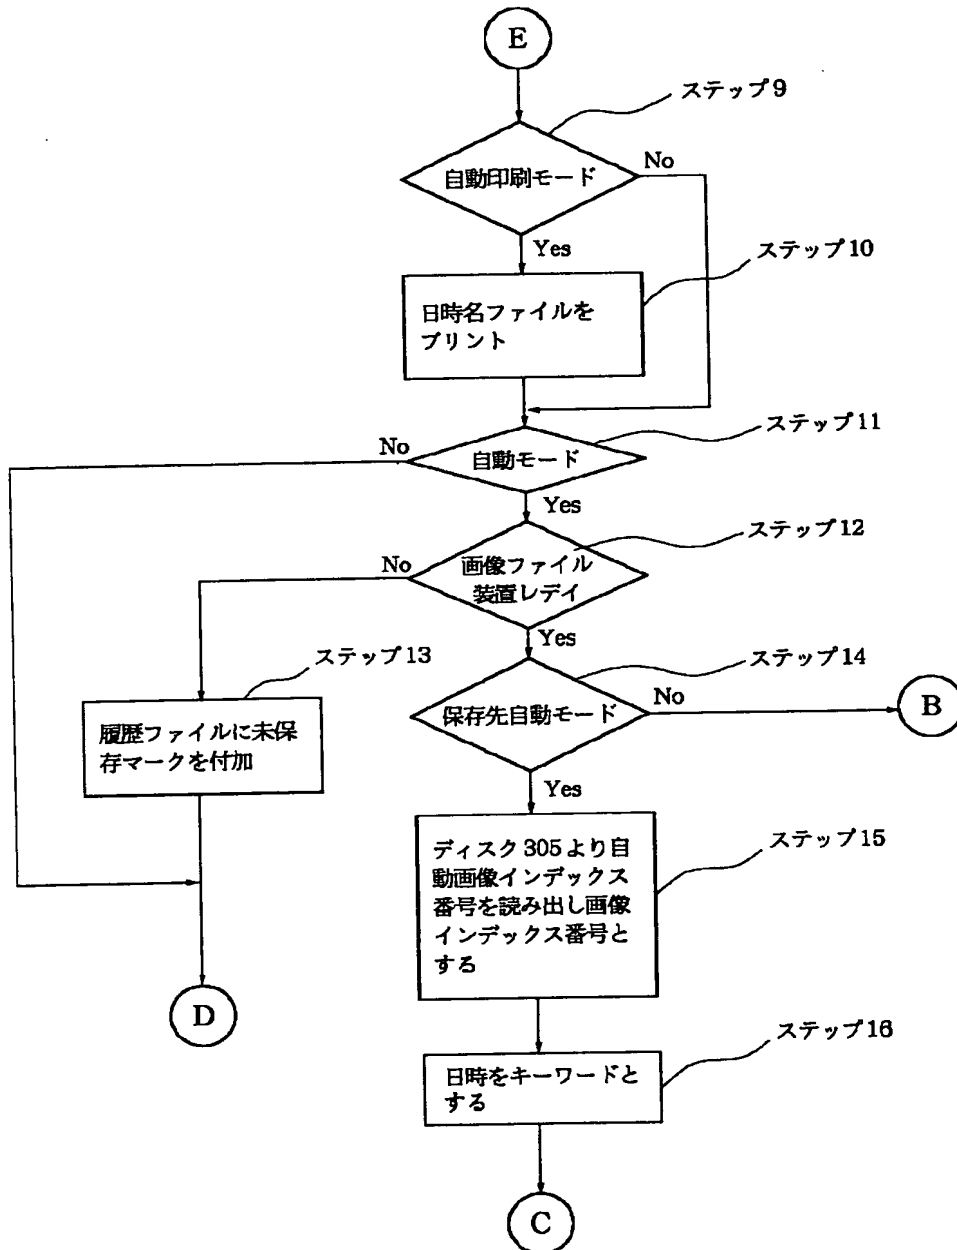 E
ステップ9
自動印刷モード
No
Yes
ステップ10
日時名ファイルを
プリント
ステップ11
No
自動モード
Yes
ステップ12
No
画像ファイル
装置レディ
Yes
ステップ13
ステップ14
履歴ファイルに未保
存マークを付加
保存先自動モード
No
B
Yes
ステップ15
ディスク305より自
動画像インデックス
番号を読み出し画像
インデックス番号と
する
D
ステップ16
日時をキーワードと
する
C